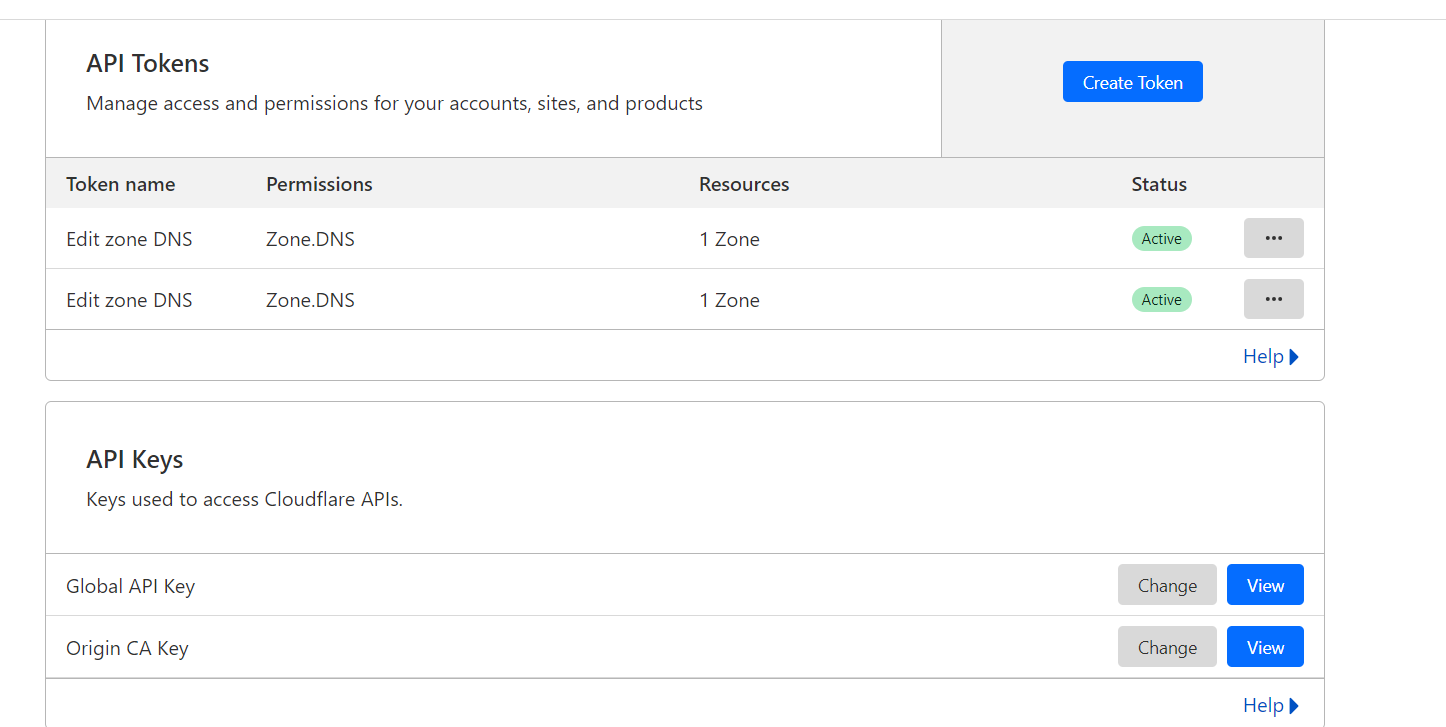 API Tokens
Manage access and permissions for your accounts, sites, and products
Create Token
Token name Permissions Resources Status
Edit zone DNS Zone.DNS 1 Zone Active ...
Edit zone DNS Zone.DNS 1 Zone Active ...
Help
API Keys
Keys used to access Cloudflare APIs.
Global API Key Change View
Origin CA Key Change View
Help